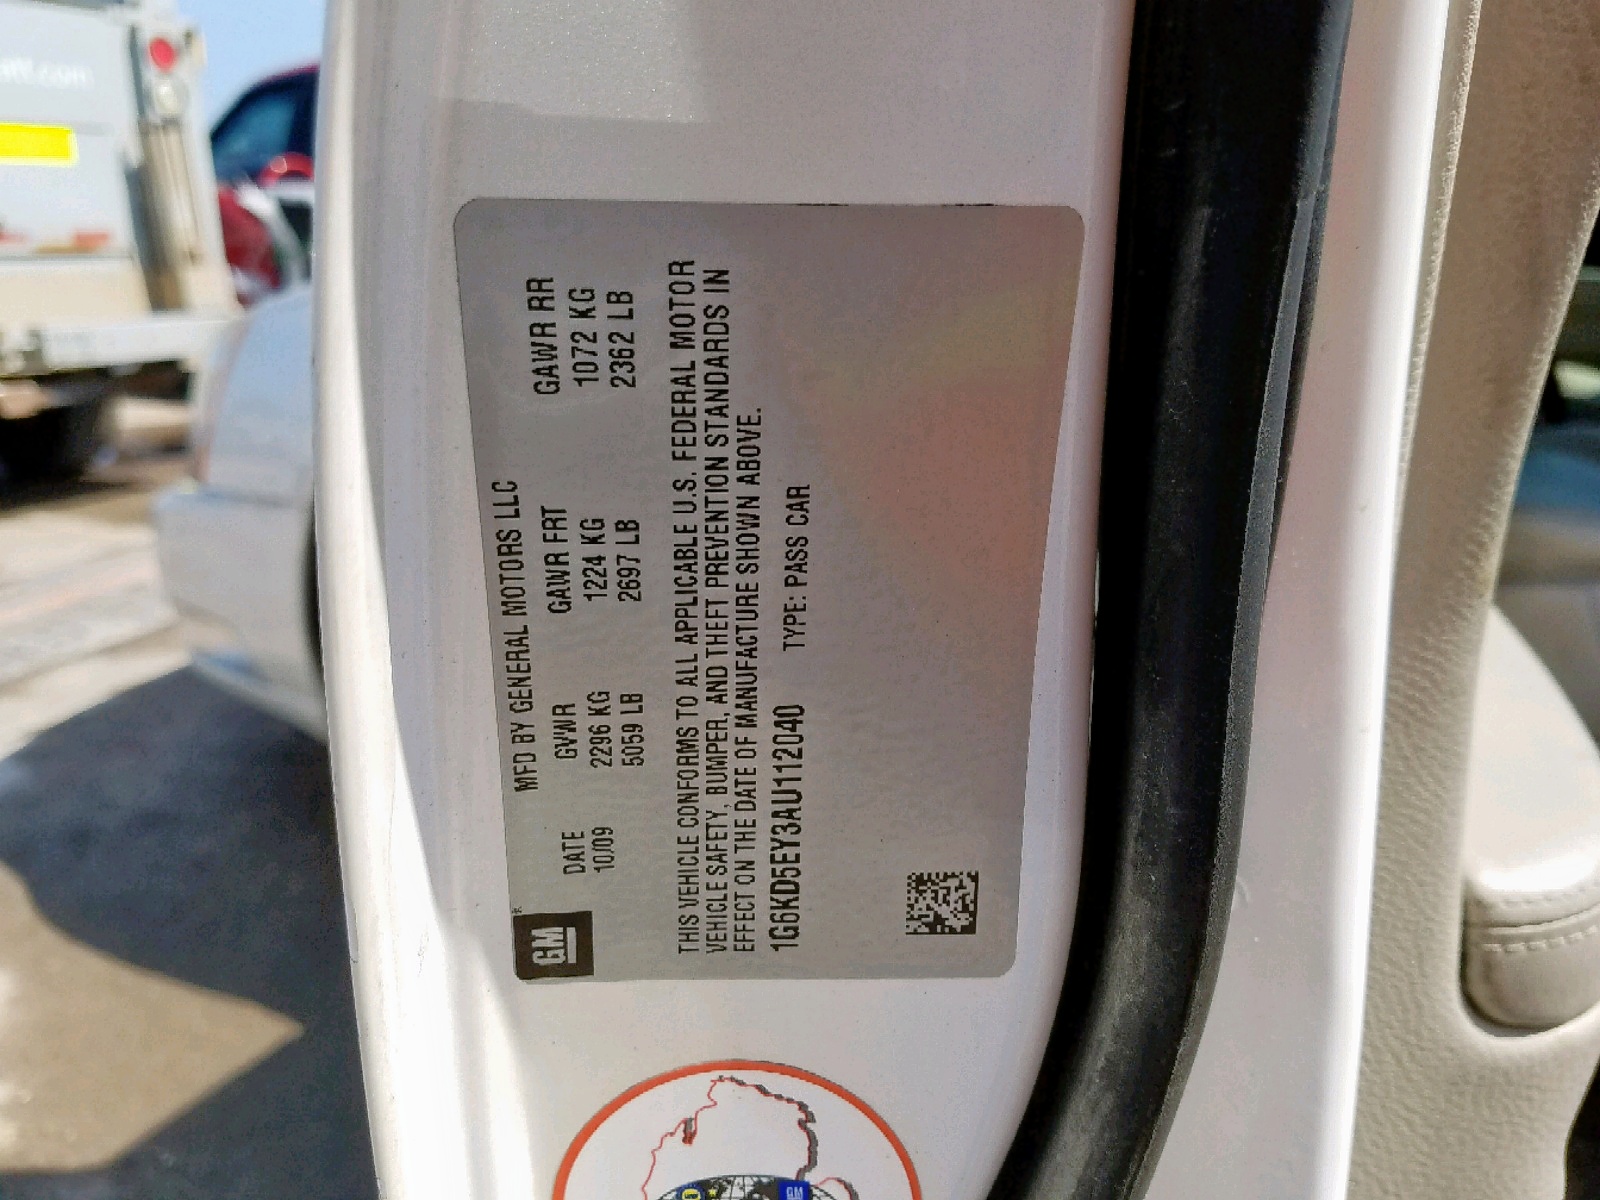 MFD BY GENERAL MOTORS LLC
GM
DATE GVWR GAWR FRT GAWR RR
10/09 2296 KG 1224 KG 1072 KG
5059 LB 2697 LB 2362 LB
THIS VEHICLE CONFORMS TO ALL APPLICABLE U.S. FEDERAL MOTOR
VEHICLE SAFETY, BUMPER, AND THEFT PREVENTION STANDARDS IN
EFFECT ON THE DATE OF MANUFACTURE SHOWN ABOVE.
1G6KD5EY3AU112040 TYPE: PASS CAR
GM